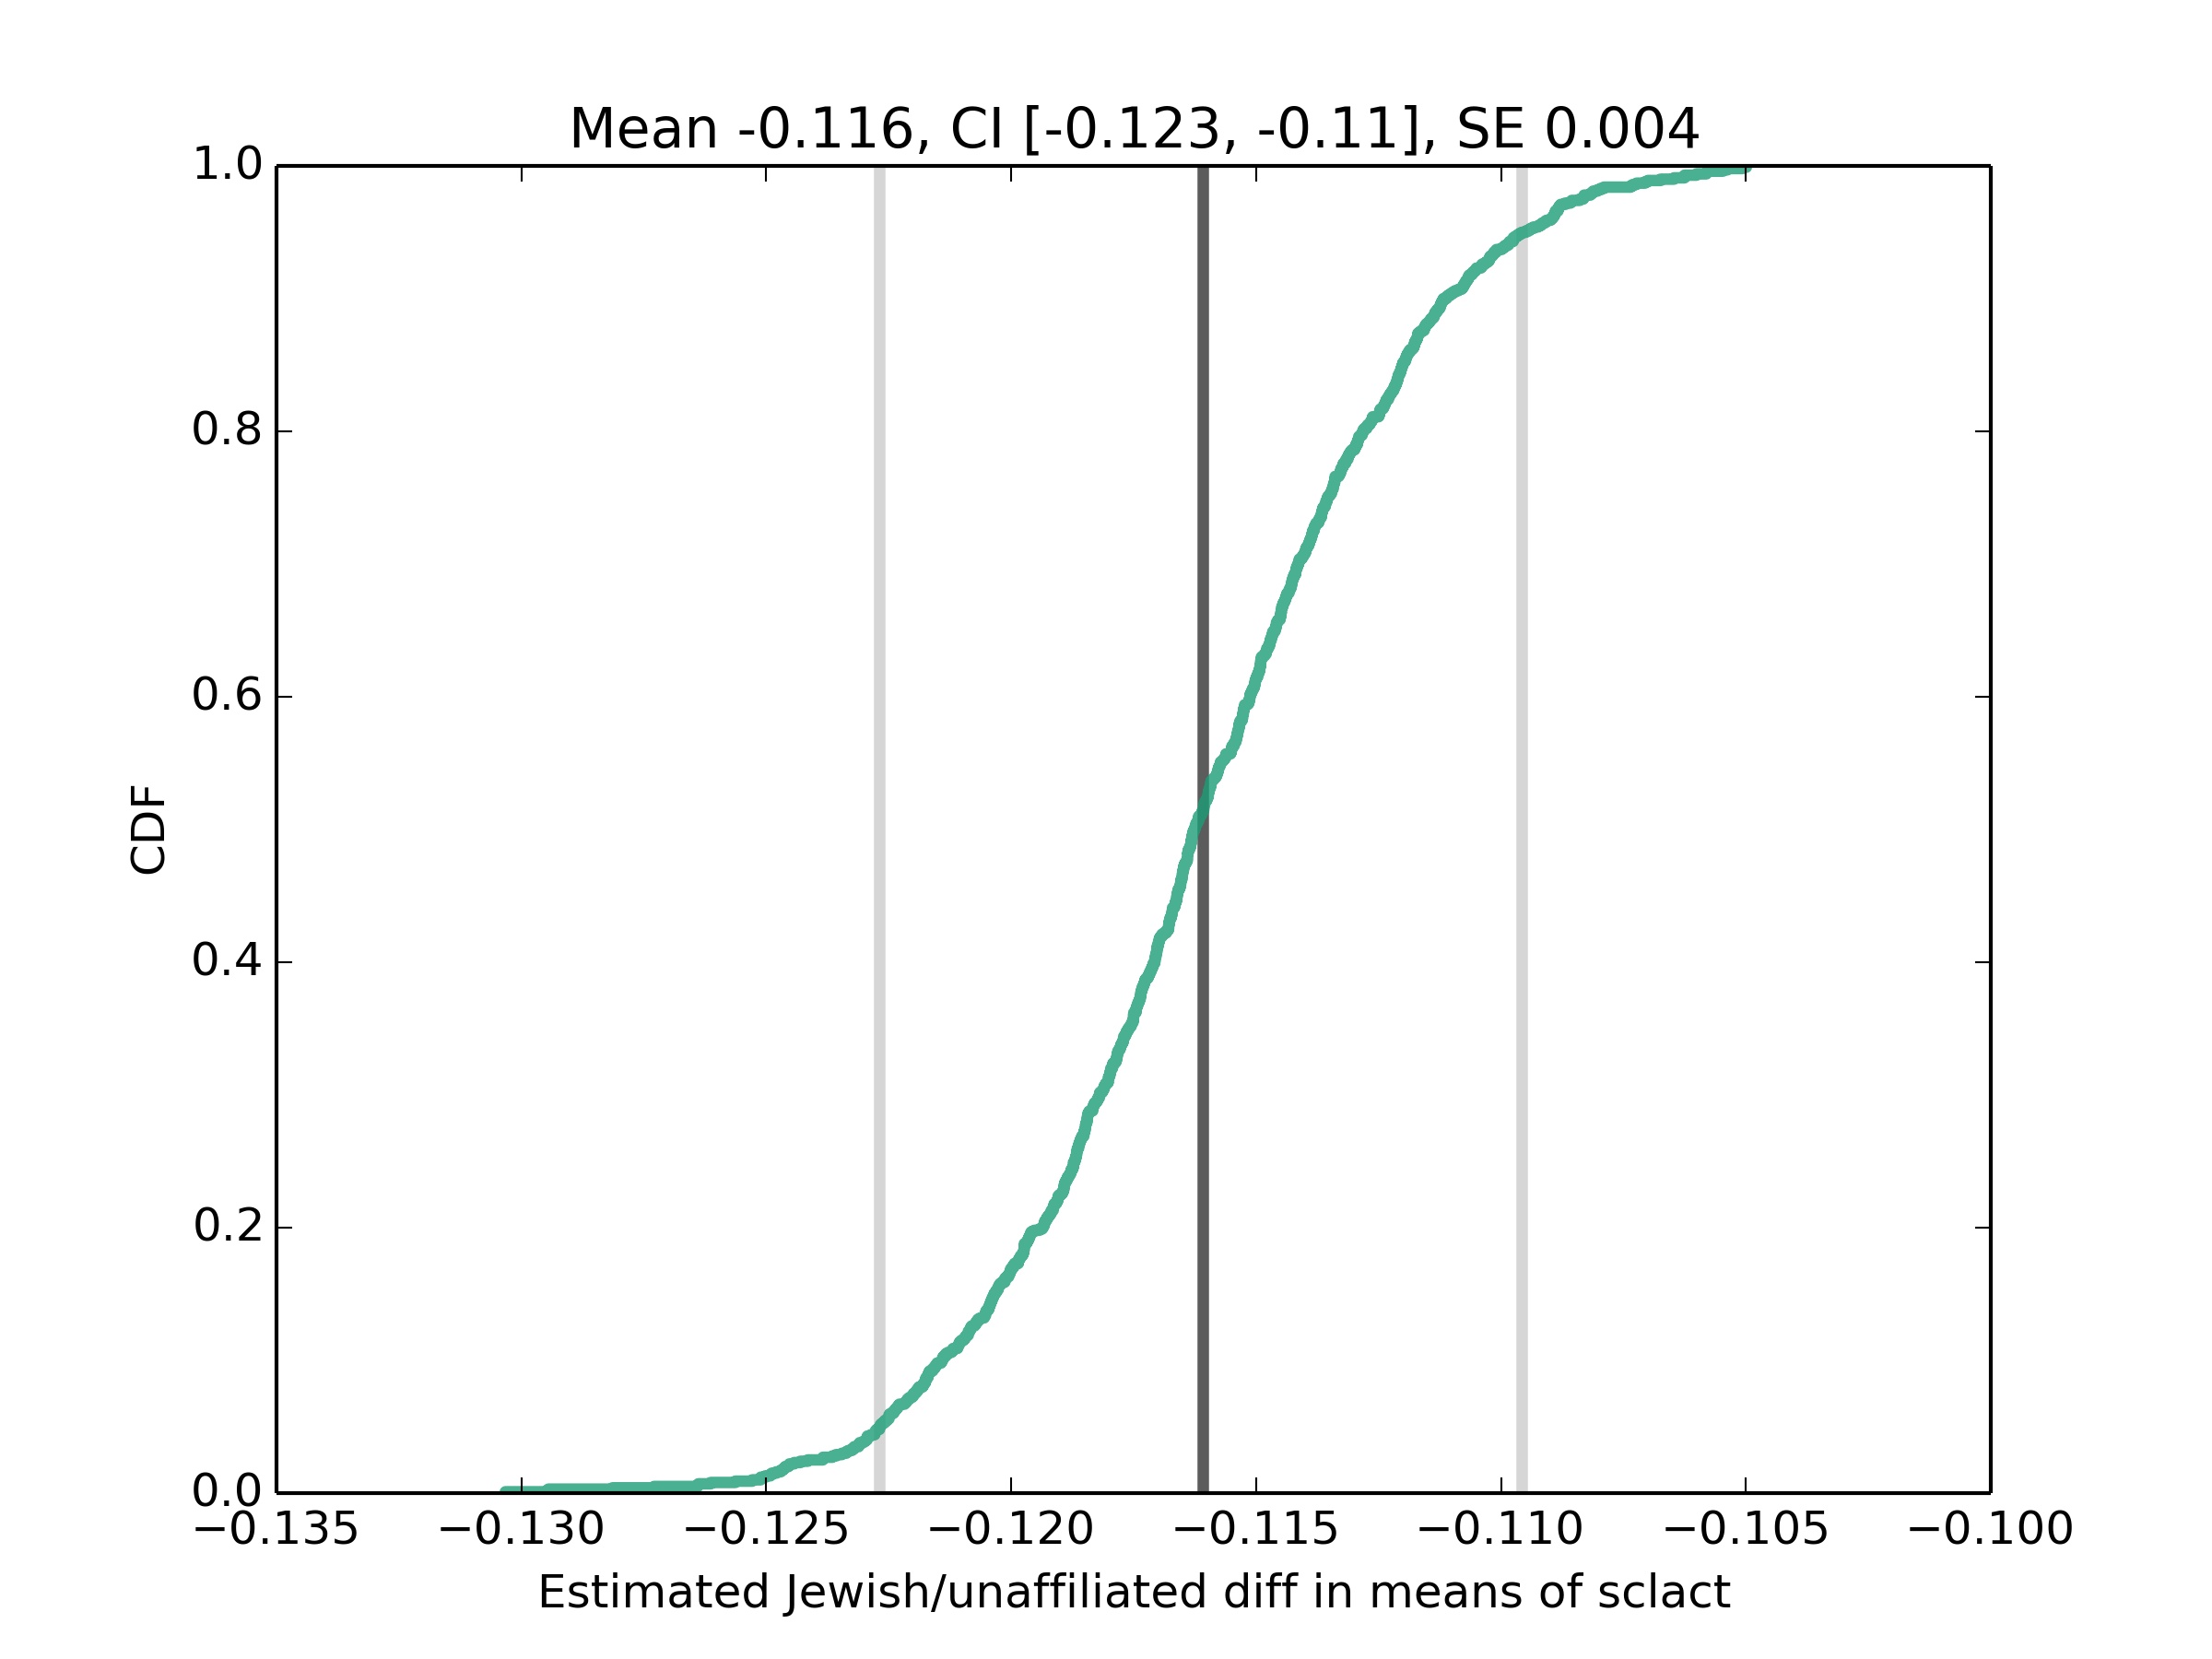 Mean -0.116, CI [-0.123, -0.11], SE 0.004
1.0
0.8
0.6
0.4
0.2
0.0
CDF
−0.135 −0.130 −0.125 −0.120 −0.115 −0.110 −0.105 −0.100
Estimated Jewish/unaffiliated diff in means of sclact